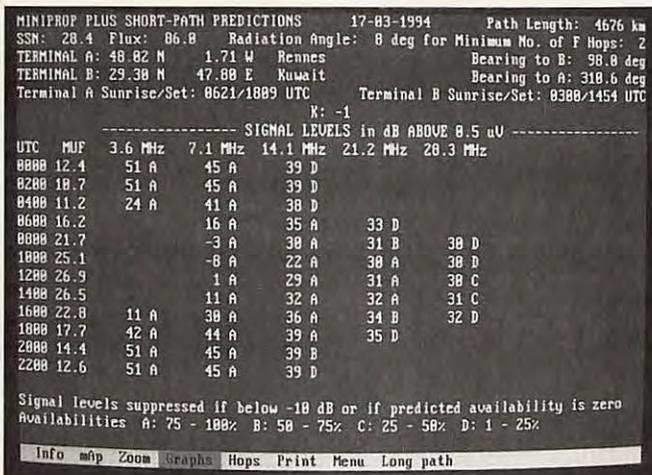 MINIPROP PLUS SHORT-PATH PREDICTIONS 17-03-1994 Path Length: 4676 km
SSN: 28.4 Flux: 86.0 Radiation Angle: 8 deg for Minimum No. of F Hops: 2
TERMINAL A: 48.02 N 1.71 W Rennes Bearing to B: 98.0 deg
TERMINAL B: 29.30 N 47.80 E Kuwait Bearing to A: 310.6 deg
Terminal A Sunrise/Set: 0621/1809 UTC Terminal B Sunrise/Set: 0300/1454 UTC
K: -1
----------------- SIGNAL LEVELS in dB ABOVE 0.5 uV -----------------
UTC MUF 3.6 MHz 7.1 MHz 14.1 MHz 21.2 MHz 28.3 MHz
0000 12.4 51 A 45 A 39 D
0200 10.7 51 A 45 A 39 D
0400 11.2 24 A 41 A 38 D
0600 16.2 16 A 35 A 33 D
0800 21.7 -3 A 30 A 31 B 30 D
1000 25.1 -8 A 22 A 30 A 30 D
1200 26.9 1 A 29 A 31 A 30 C
1400 26.5 11 A 32 A 32 A 31 C
1600 22.8 11 A 30 A 36 A 34 B 32 D
1800 17.7 42 A 44 A 39 A 35 D
2000 14.4 51 A 45 A 39 B
2200 12.6 51 A 45 A 39 D
Signal levels suppressed if below -10 dB or if predicted availability is zero
Availabilities A: 75 - 100% B: 50 - 75% C: 25 - 50% D: 1 - 25%
Info mAp Zoom Graphs Hops Print Menu Long path